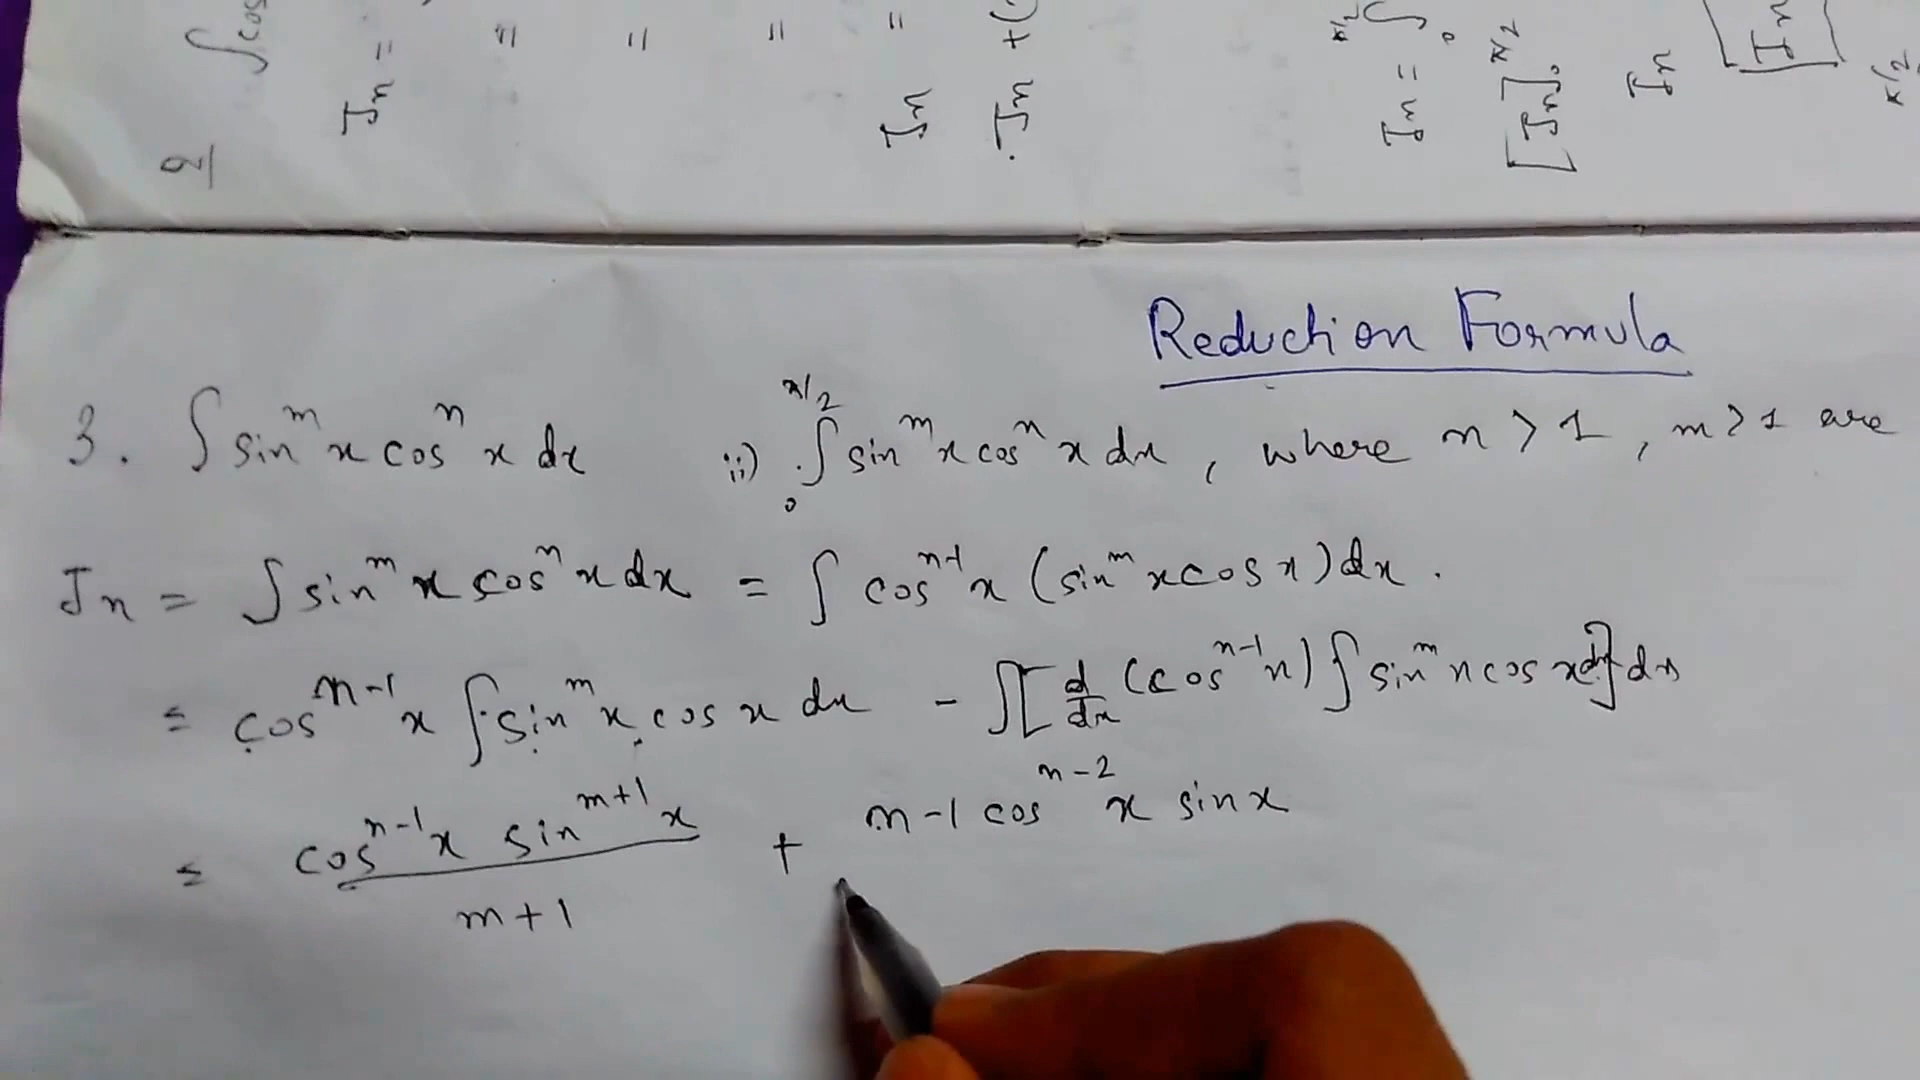 Reduction Formula
3. ∫ sin^m x cos^n x dx ii) ∫_0^{π/2} sin^m x cos^n x dx, where n > 1, m > 1 are
J_n = ∫ sin^m x cos^n x dx = ∫ cos^{n-1} x (sin^m x cos x) dx.
= cos^{n-1} x ∫ sin^m x cos x dx - ∫[d/dx (cos^{n-1} x) ∫ sin^m x cos x dx] dx
= cos^{n-1} x sin^{m+1} x / m+1 + n-1 cos^{n-2} x sin x